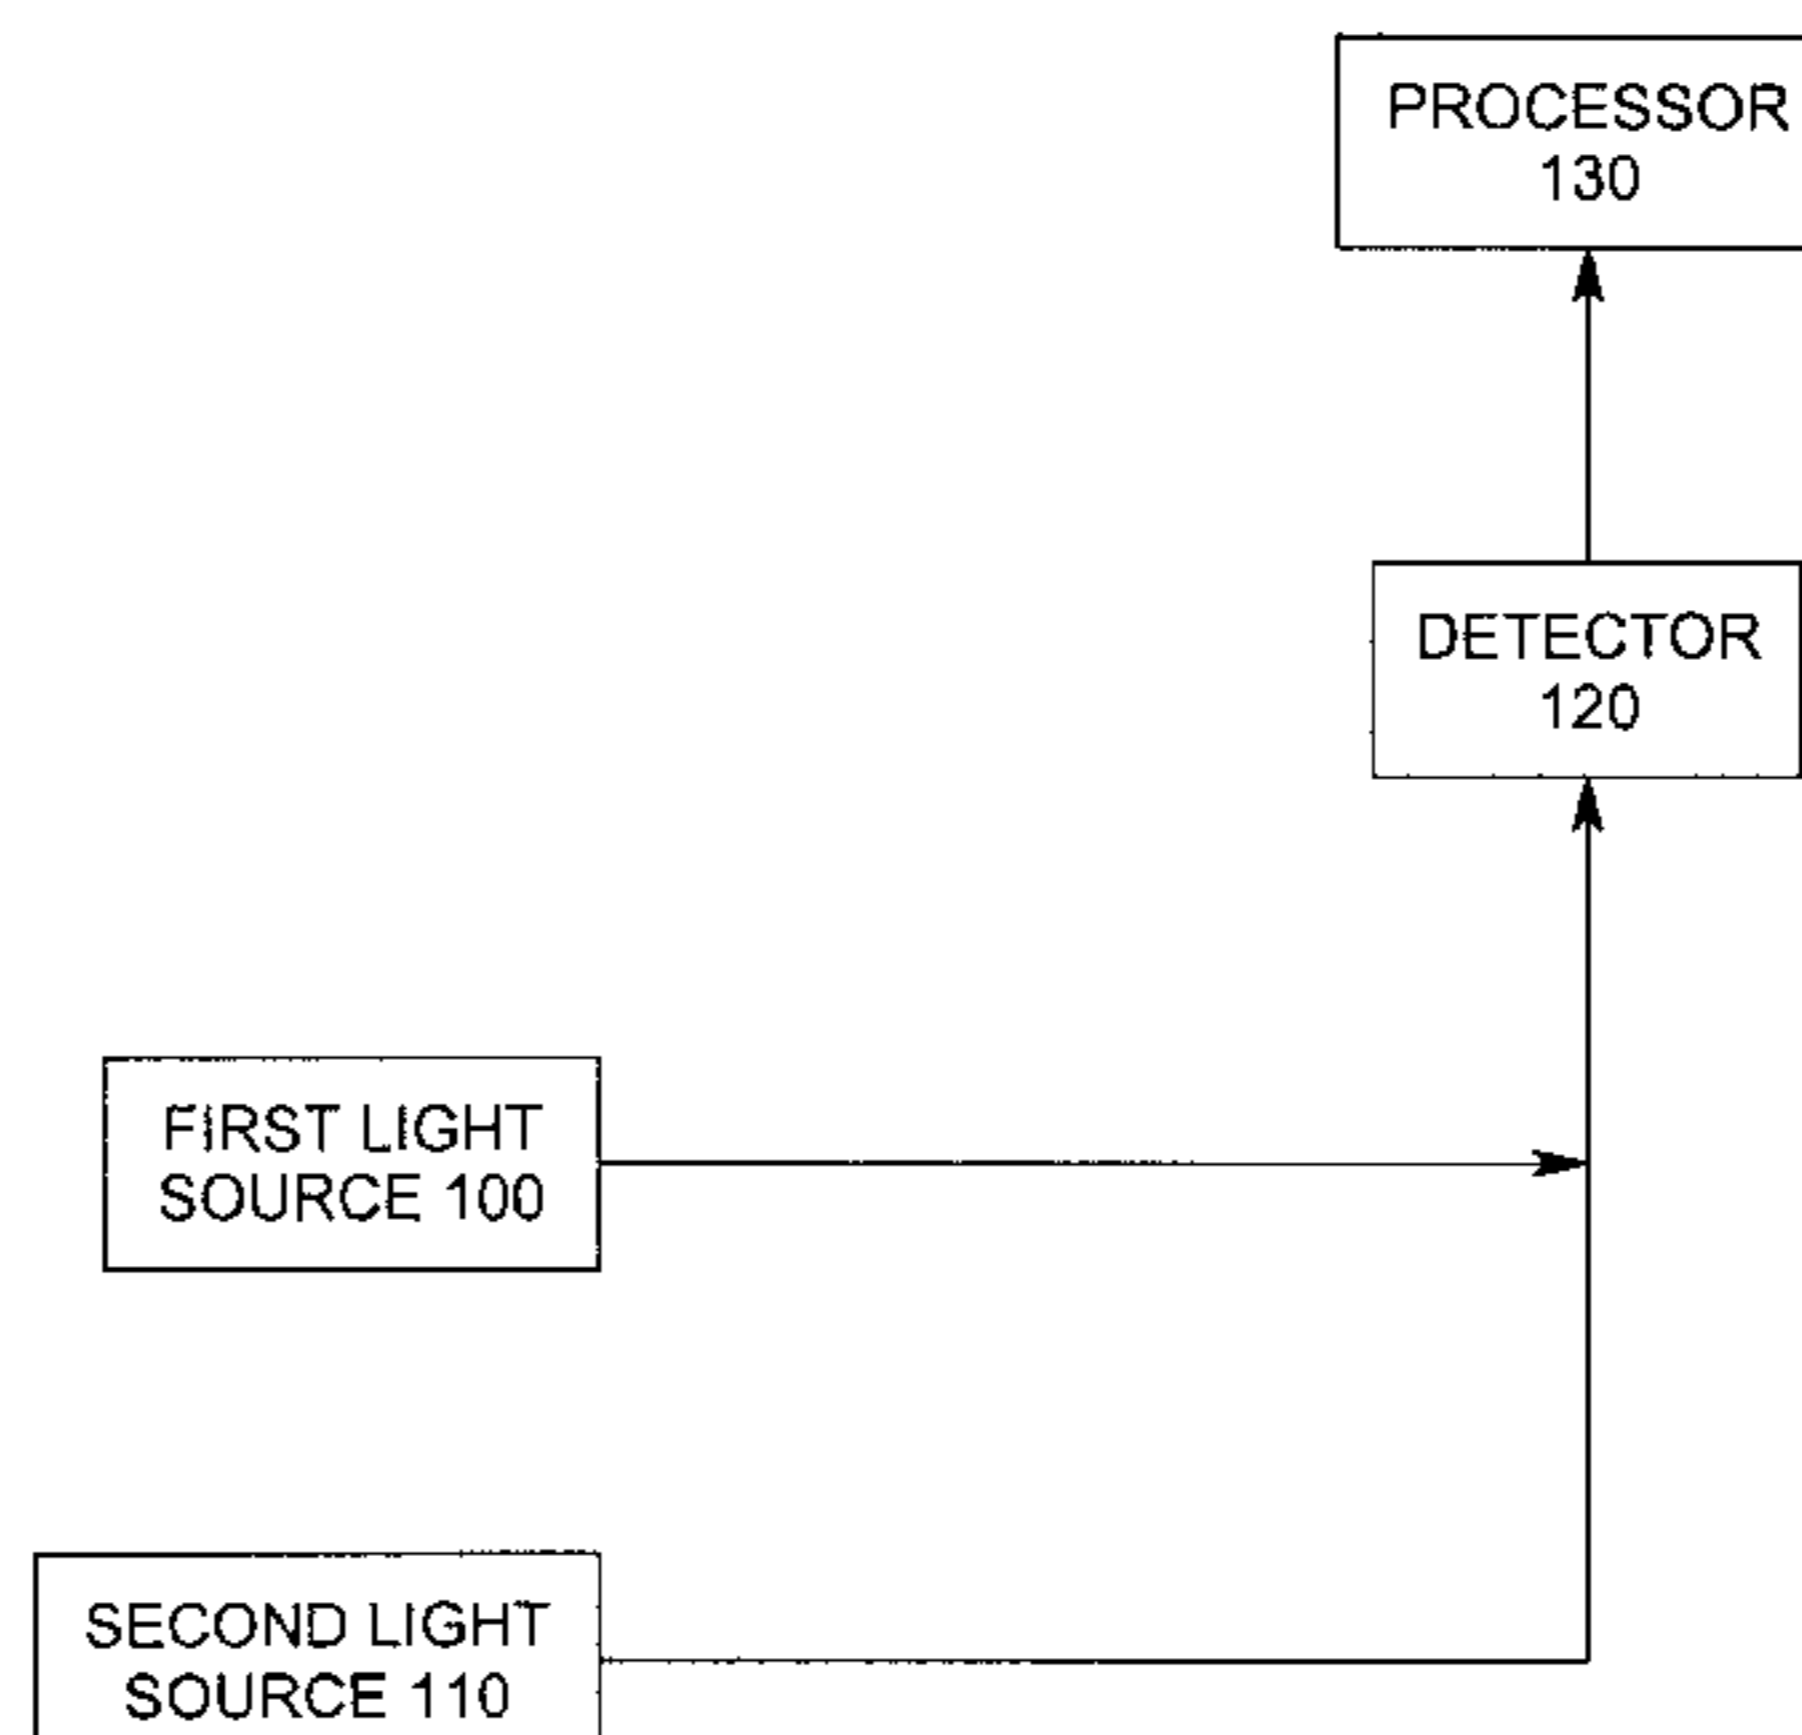 PROCESSOR
130
DETECTOR
120
FIRST LIGHT
SOURCE 100
SECOND LIGHT
SOURCE 110